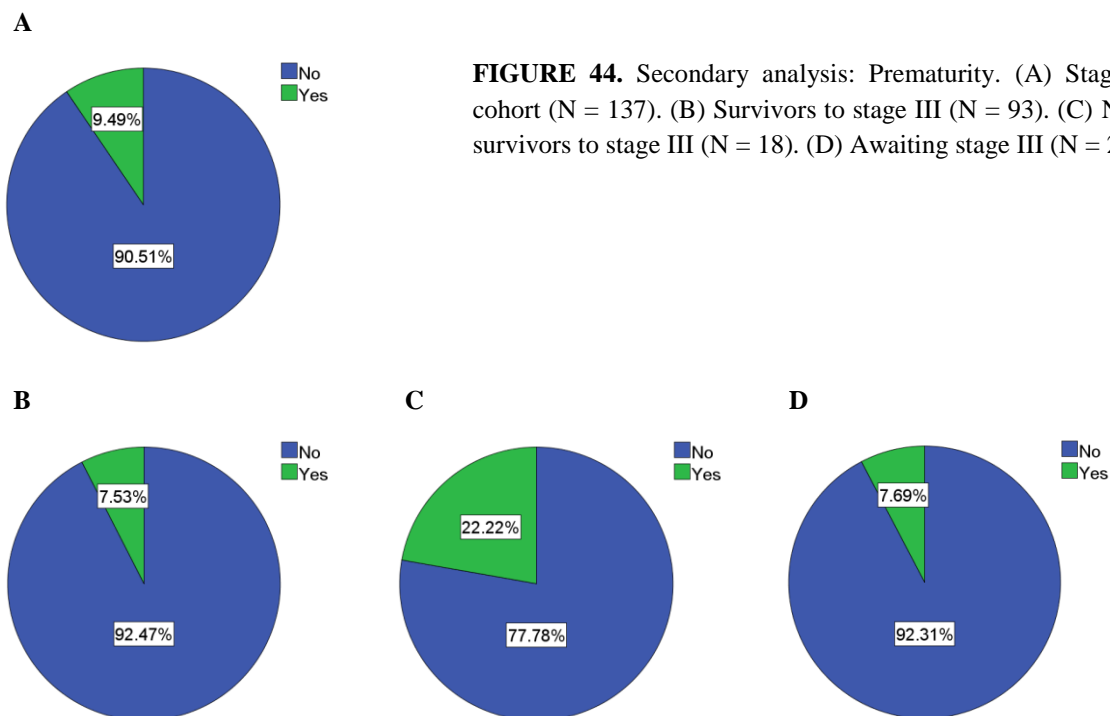 A
No
Yes
9.49%
90.51%
FIGURE 44. Secondary analysis: Prematurity. (A) Stag
cohort (N = 137). (B) Survivors to stage III (N = 93). (C) N
survivors to stage III (N = 18). (D) Awaiting stage III (N = 2
B
No
Yes
7.53%
92.47%
C
No
Yes
22.22%
77.78%
D
No
Yes
7.69%
92.31%